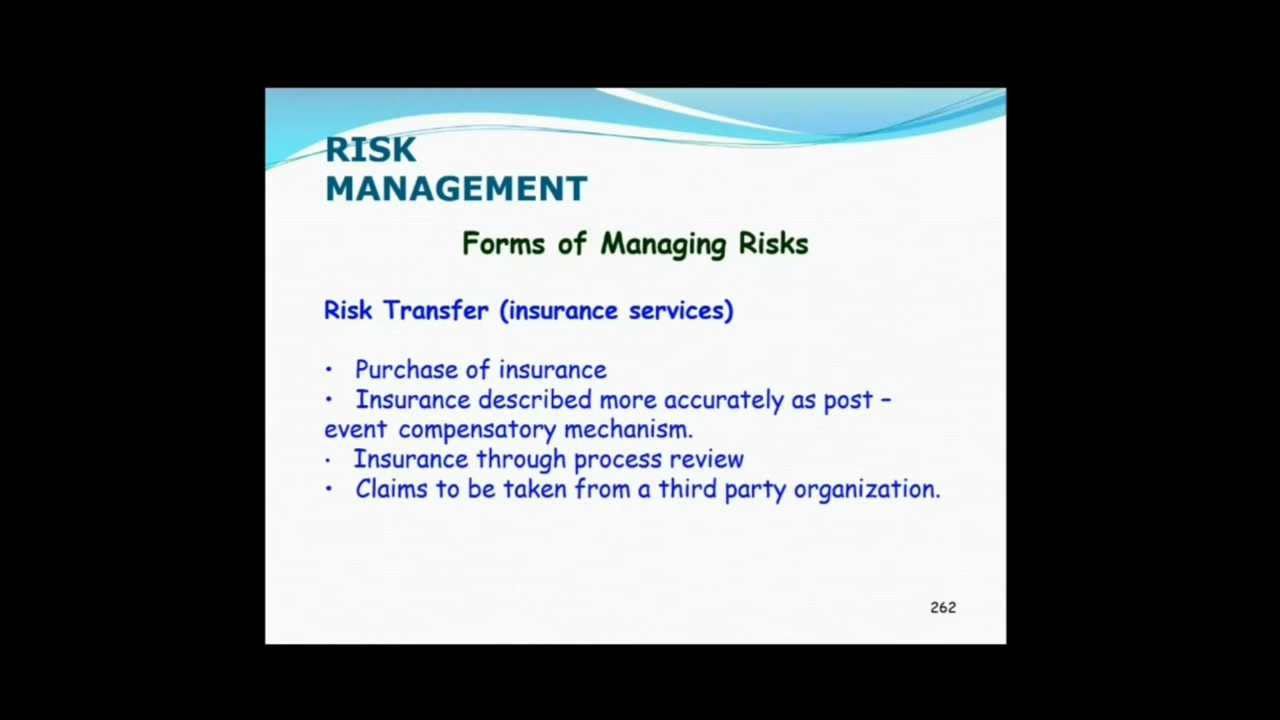 RISK
MANAGEMENT
Forms of Managing Risks
Risk Transfer (insurance services)
• Purchase of insurance
• Insurance described more accurately as post –
event compensatory mechanism.
• Insurance through process review
• Claims to be taken from a third party organization.
262